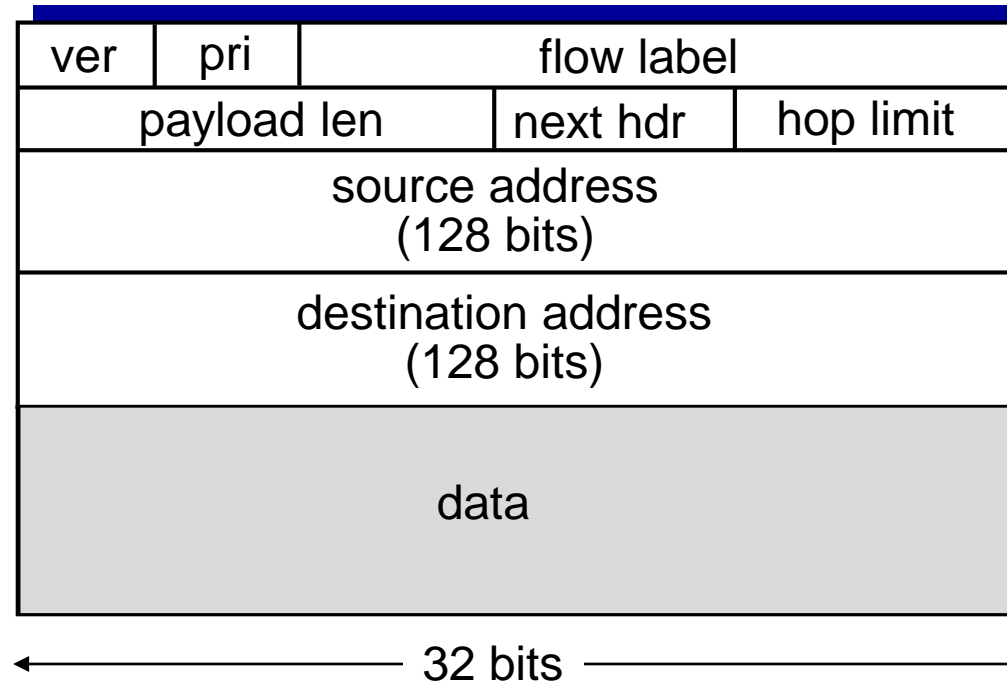 ver pri flow label
payload len next hdr hop limit
source address
(128 bits)
destination address
(128 bits)
data
32 bits